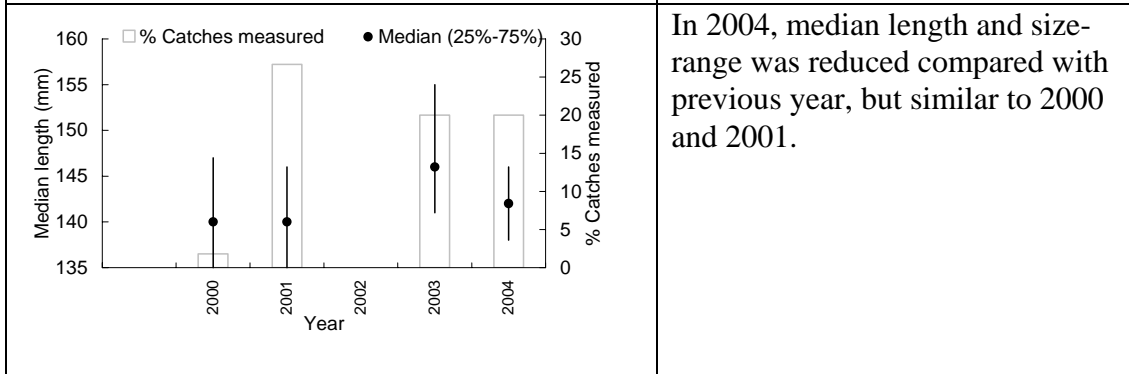 160
155
150
145
140
135
Median length (mm)
% Catches measured
Median (25%-75%)
30
25
20
15
10
5
0
% Catches measured
2000
2001
2002
2003
2004
Year
In 2004, median length and size-
range was reduced compared with
previous year, but similar to 2000
and 2001.